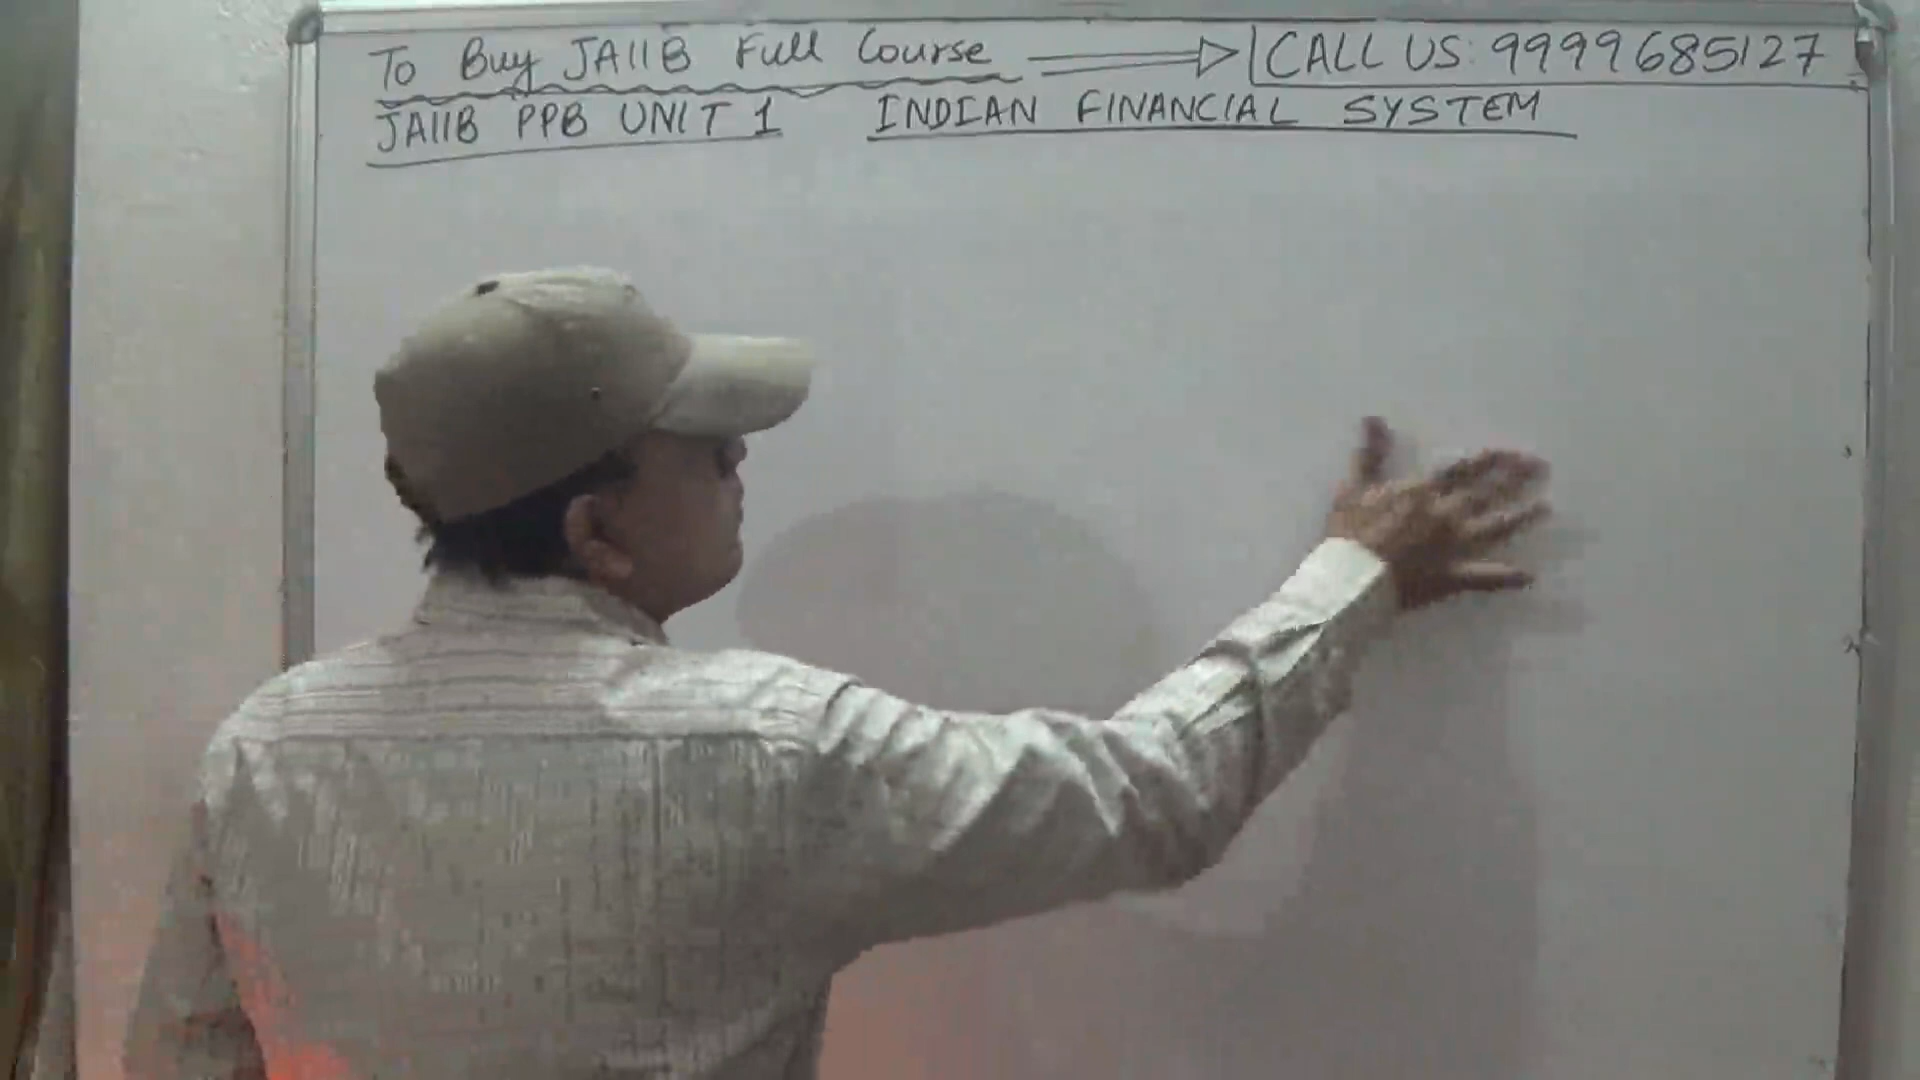 To Buy JAIIB Full Course CALL US: 9999685127
JAIIB PPB UNIT 1 INDIAN FINANCIAL SYSTEM